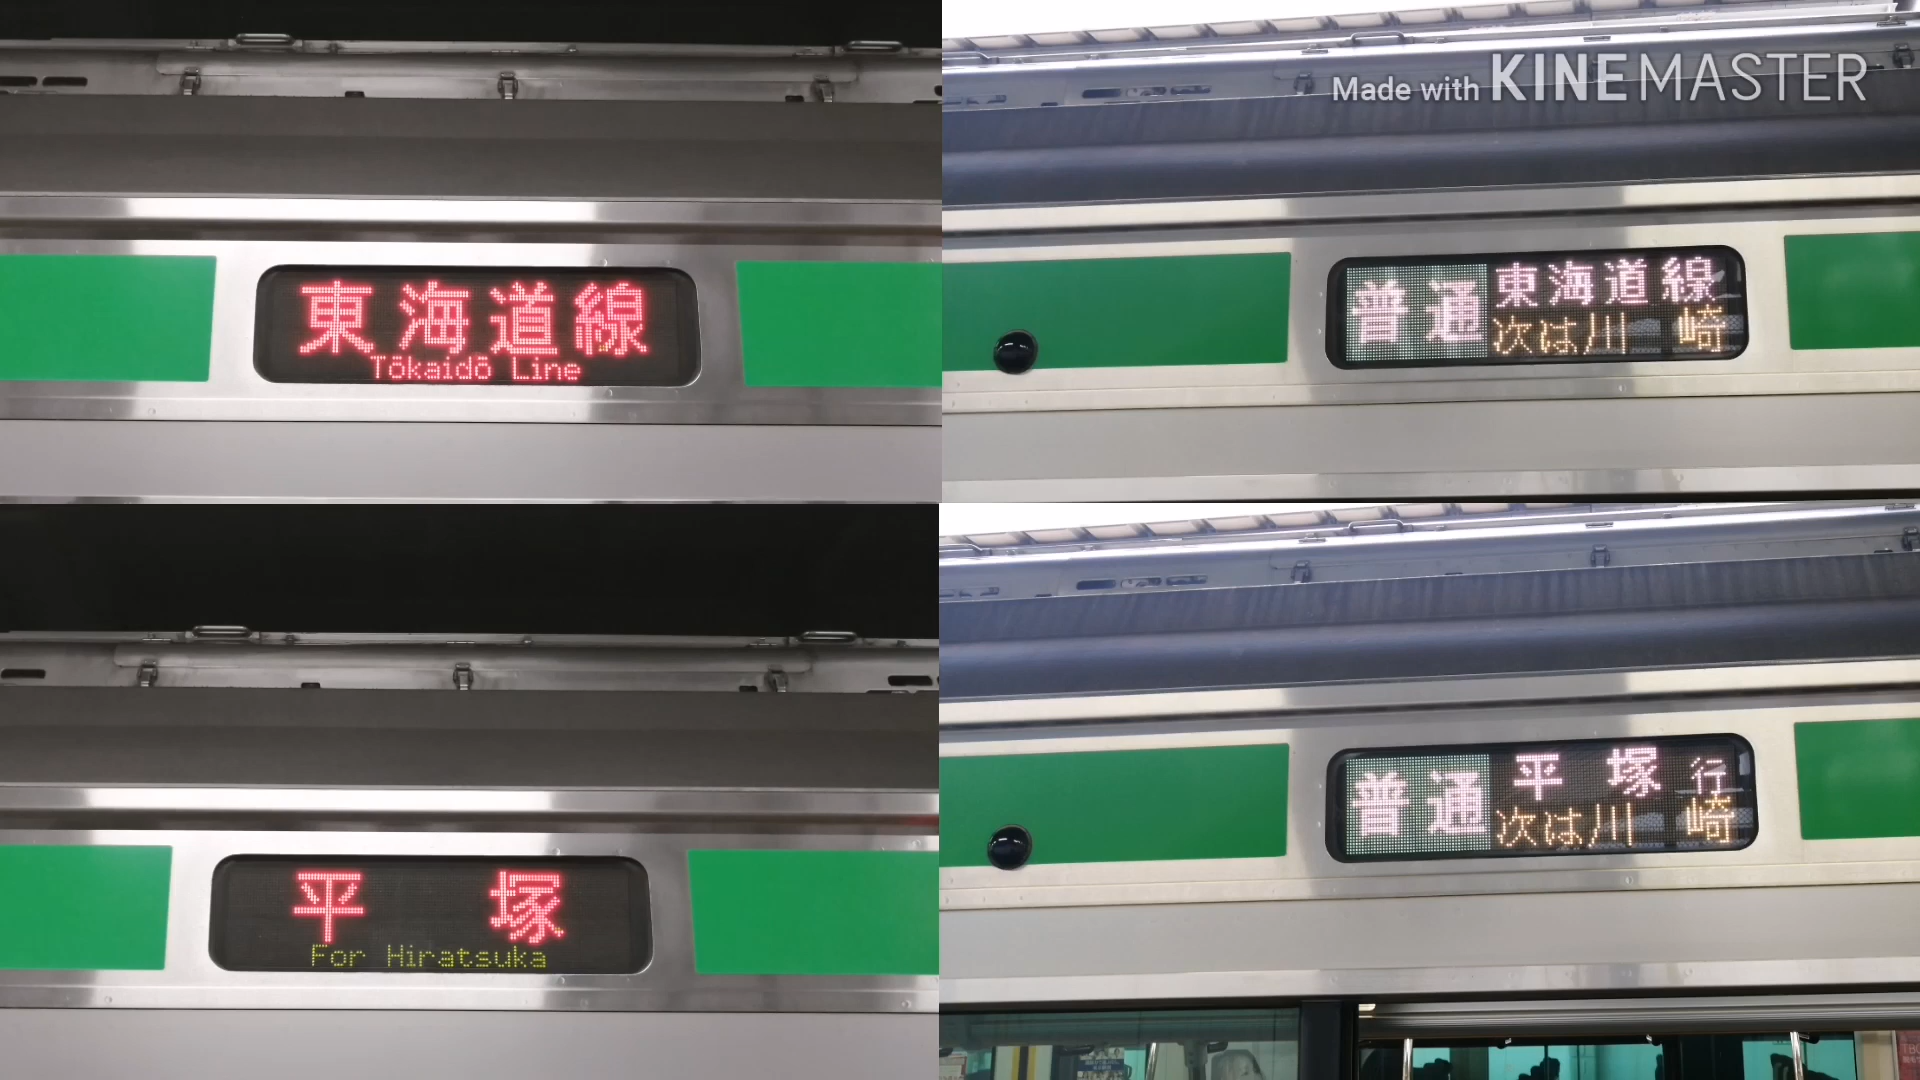 東海道線
Tōkaidō Line
Made with KINEMASTER
普通 東海道線
次は川崎
平塚
For Hiratsuka
普通 平塚行
次は川崎